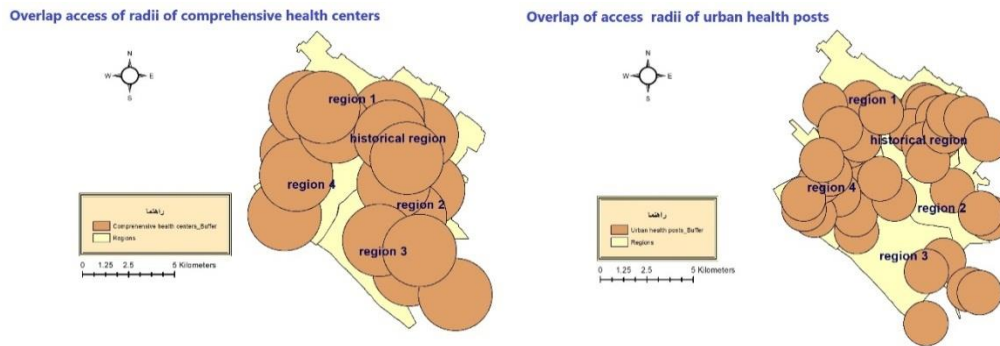 Overlap access of radii of comprehensive health centers
N
W E
S
region 1
historical region
region 4
region 2
region 3
راهنما
Comprehensive health centers_Buffer
Regions
0 1.25 2.5 5 Kilometers
Overlap of access radii of urban health posts
N
W E
S
region 1
historical region
region 4
region 2
region 3
راهنما
Urban health posts_Buffer
Regions
0 1.25 2.5 5 Kilometers